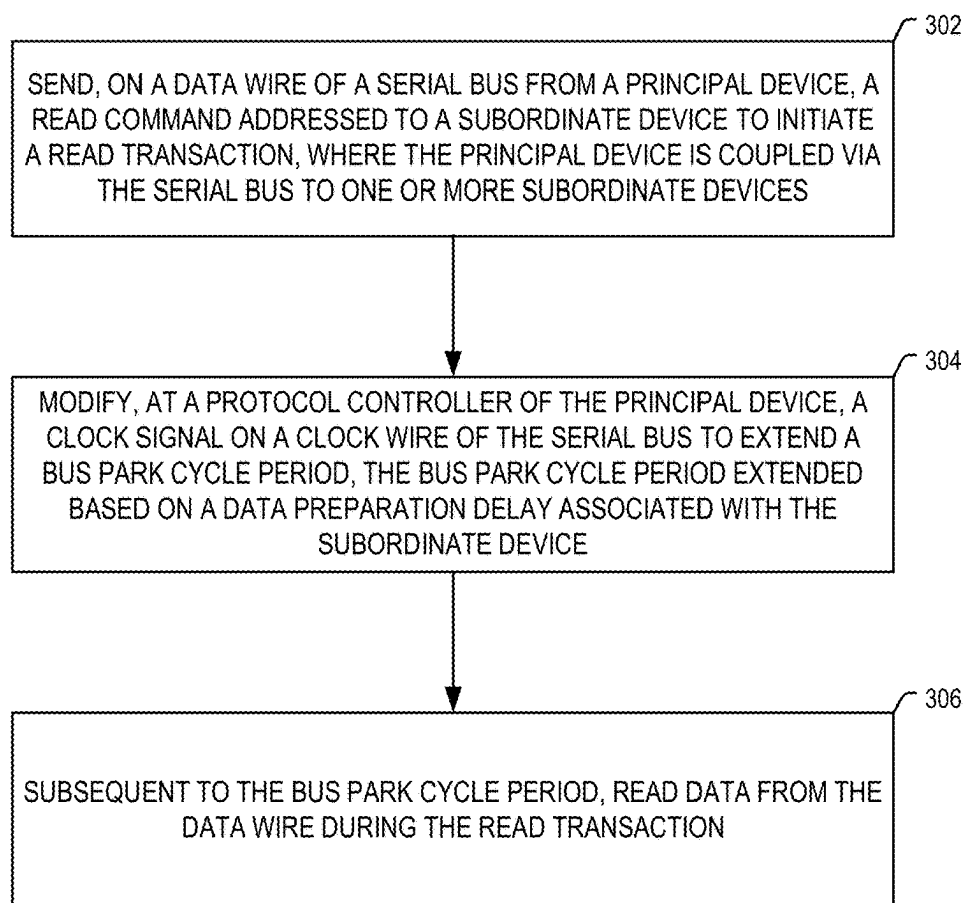 302
SEND, ON A DATA WIRE OF A SERIAL BUS FROM A PRINCIPAL DEVICE, A
READ COMMAND ADDRESSED TO A SUBORDINATE DEVICE TO INITIATE
A READ TRANSACTION, WHERE THE PRINCIPAL DEVICE IS COUPLED VIA
THE SERIAL BUS TO ONE OR MORE SUBORDINATE DEVICES
304
MODIFY, AT A PROTOCOL CONTROLLER OF THE PRINCIPAL DEVICE, A
CLOCK SIGNAL ON A CLOCK WIRE OF THE SERIAL BUS TO EXTEND A
BUS PARK CYCLE PERIOD, THE BUS PARK CYCLE PERIOD EXTENDED
BASED ON A DATA PREPARATION DELAY ASSOCIATED WITH THE
SUBORDINATE DEVICE
306
SUBSEQUENT TO THE BUS PARK CYCLE PERIOD, READ DATA FROM THE
DATA WIRE DURING THE READ TRANSACTION